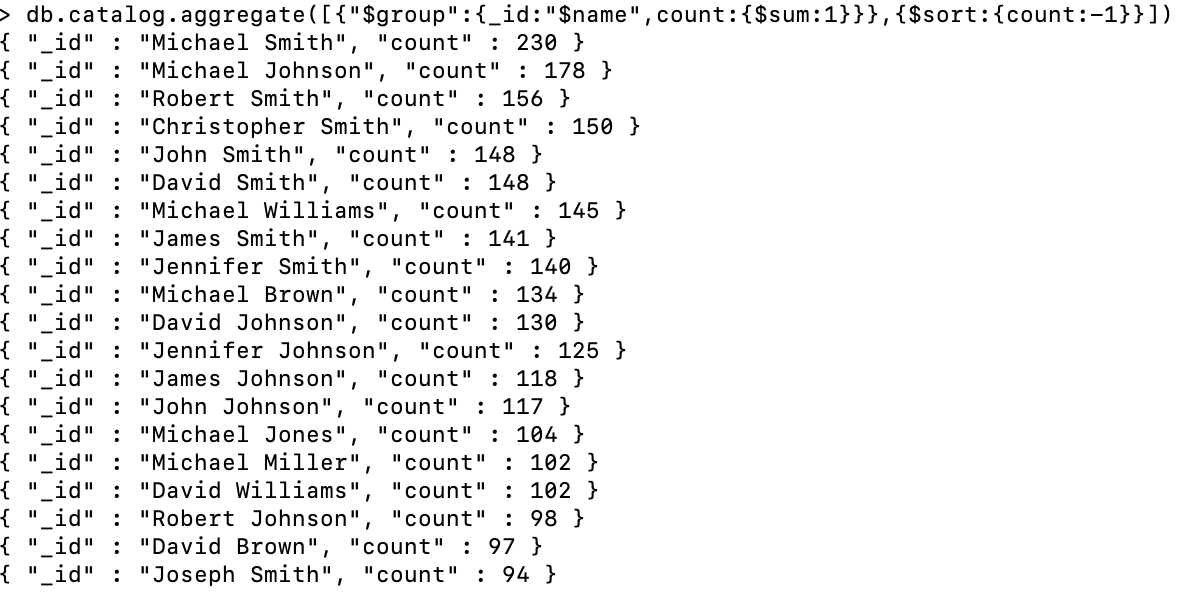 > db.catalog.aggregate([{"$group":{_id:"$name",count:{$sum:1}}},{$sort:{count:-1}}])
{ "_id" : "Michael Smith", "count" : 230 }
{ "_id" : "Michael Johnson", "count" : 178 }
{ "_id" : "Robert Smith", "count" : 156 }
{ "_id" : "Christopher Smith", "count" : 150 }
{ "_id" : "John Smith", "count" : 148 }
{ "_id" : "David Smith", "count" : 148 }
{ "_id" : "Michael Williams", "count" : 145 }
{ "_id" : "James Smith", "count" : 141 }
{ "_id" : "Jennifer Smith", "count" : 140 }
{ "_id" : "Michael Brown", "count" : 134 }
{ "_id" : "David Johnson", "count" : 130 }
{ "_id" : "Jennifer Johnson", "count" : 125 }
{ "_id" : "James Johnson", "count" : 118 }
{ "_id" : "John Johnson", "count" : 117 }
{ "_id" : "Michael Jones", "count" : 104 }
{ "_id" : "Michael Miller", "count" : 102 }
{ "_id" : "David Williams", "count" : 102 }
{ "_id" : "Robert Johnson", "count" : 98 }
{ "_id" : "David Brown", "count" : 97 }
{ "_id" : "Joseph Smith", "count" : 94 }